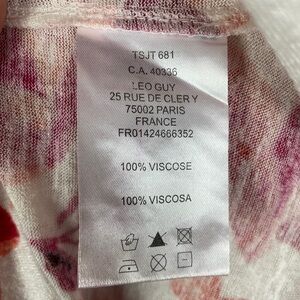 TSJT 681
C.A. 40336
LEO GUY
25 RUE DE CLERY
75002 PARIS
FRANCE
FR01424666352
100% VISCOSE
100% VISCOSA